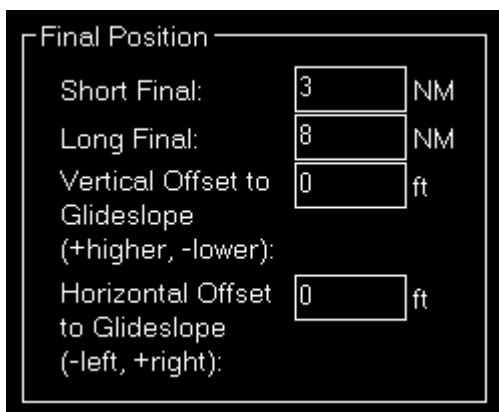 Final Position
Short Final: 3 NM
Long Final: 8 NM
Vertical Offset to 0 ft
Glideslope
(+higher, -lower):
Horizontal Offset 0 ft
to Glideslope
(-left, +right):